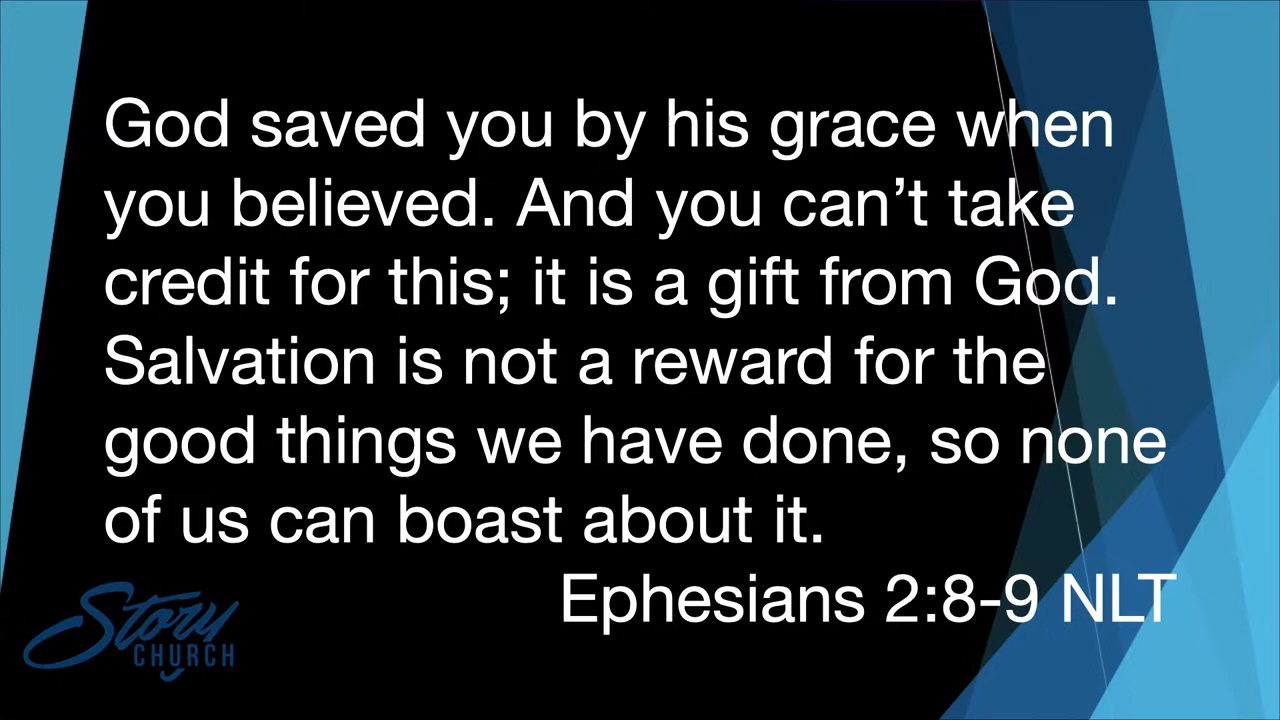 God saved you by his grace when
you believed. And you can’t take
credit for this; it is a gift from God.
Salvation is not a reward for the
good things we have done, so none
of us can boast about it.
Ephesians 2:8-9 NLT
Story
CHURCH